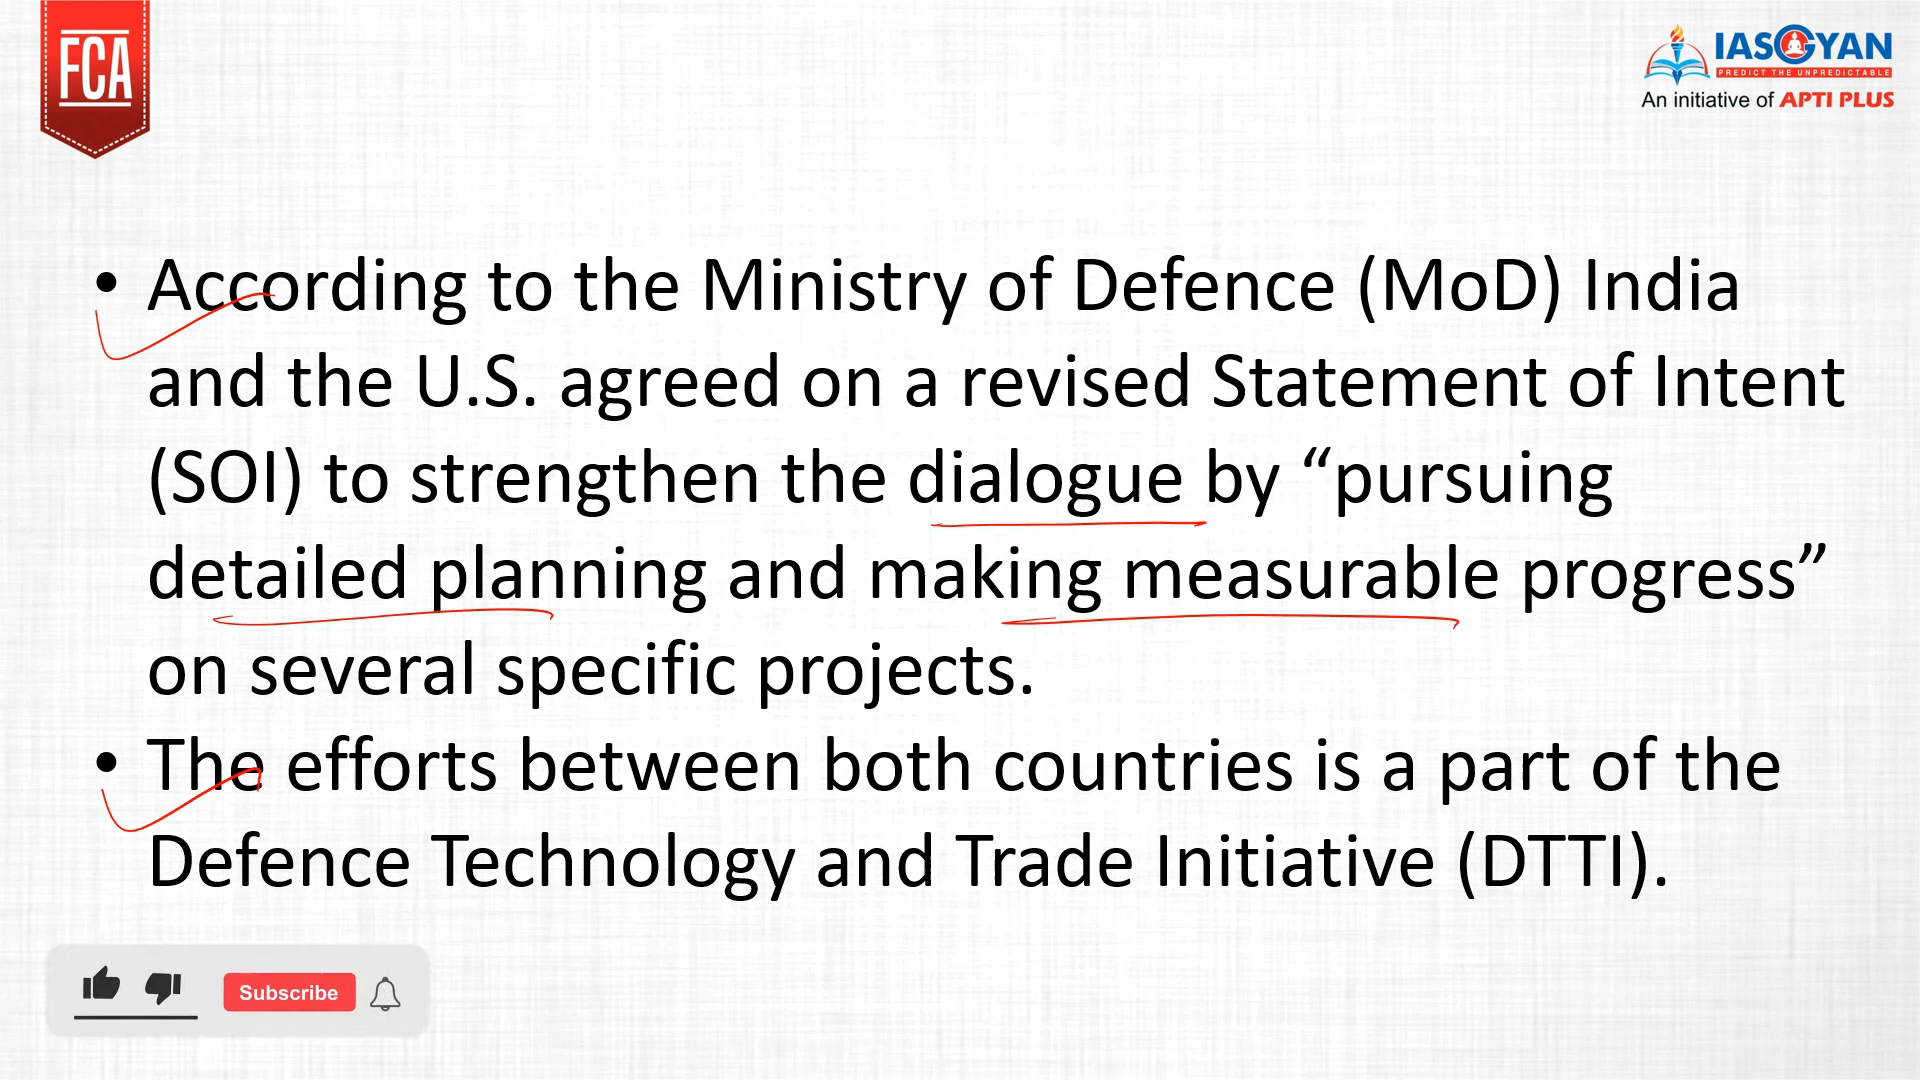 FCA
IASGYAN
PREDICT THE UNPREDICTABLE
An initiative of APTI PLUS
• According to the Ministry of Defence (MoD) India
and the U.S. agreed on a revised Statement of Intent
(SOI) to strengthen the dialogue by “pursuing
detailed planning and making measurable progress”
on several specific projects.
• The efforts between both countries is a part of the
Defence Technology and Trade Initiative (DTTI).
Subscribe